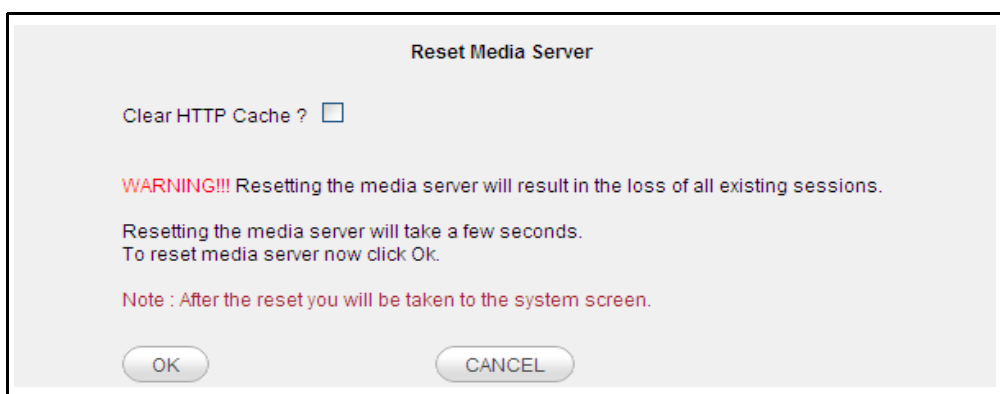 Reset Media Server
Clear HTTP Cache ?
WARNING!!! Resetting the media server will result in the loss of all existing sessions.
Resetting the media server will take a few seconds.
To reset media server now click Ok.
Note : After the reset you will be taken to the system screen.
OK
CANCEL